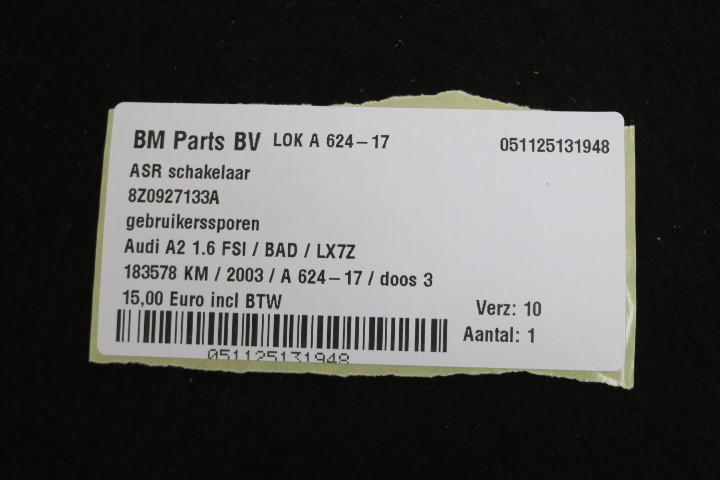 BM Parts BV LOK A 624-17 051125131948
ASR schakelaar
8Z0927133A
gebruikerssporen
Audi A2 1.6 FSI / BAD / LX7Z
183578 KM / 2003 / A 624-17 / doos 3
15,00 Euro incl BTW
Verz: 10
Aantal: 1
051125131948